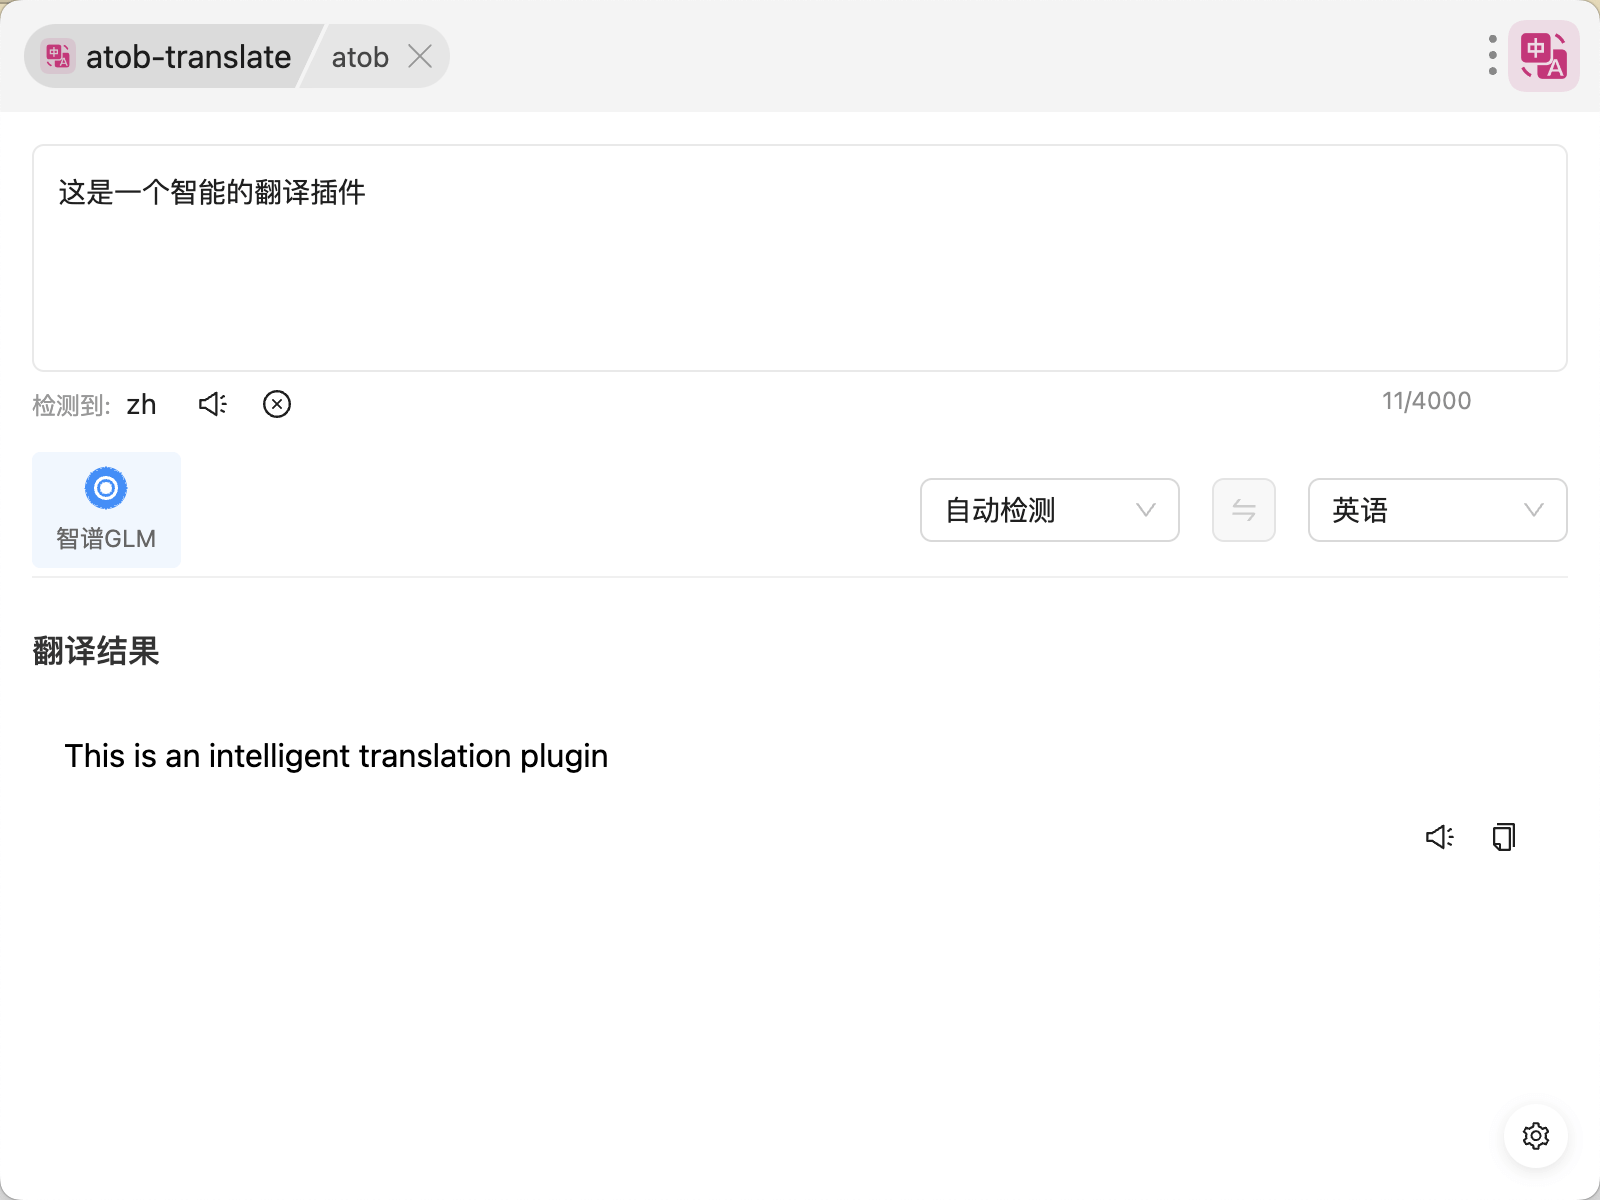 atob-translate
atob
这是一个智能的翻译插件
检测到: zh
11/4000
智谱GLM
自动检测
英语
翻译结果
This is an intelligent translation plugin